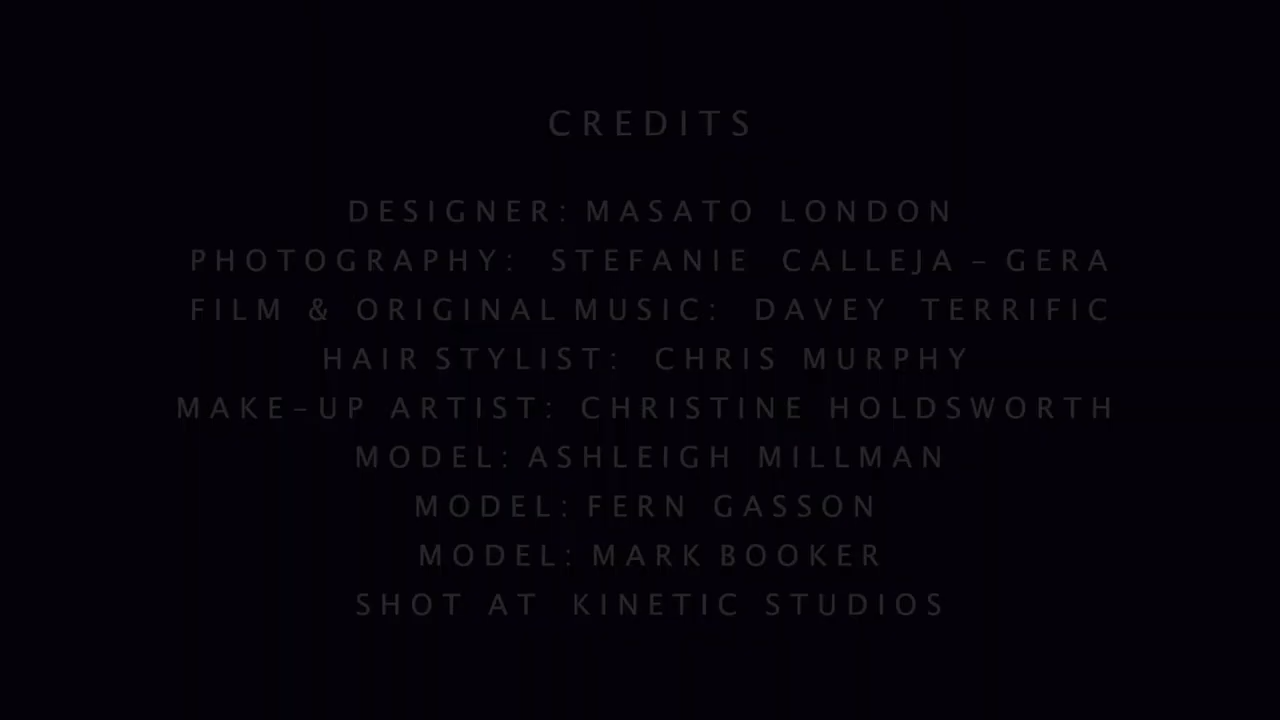 CREDITS
DESIGNER: MASATO LONDON
PHOTOGRAPHY: STEFANIE CALLEJA – GERA
FILM & ORIGINAL MUSIC: DAVEY TERRIFIC
HAIR STYLIST: CHRIS MURPHY
MAKE–UP ARTIST: CHRISTINE HOLDSWORTH
MODEL: ASHLEIGH MILLMAN
MODEL: FERN GASSON
MODEL: MARK BOOKER
SHOT AT KINETIC STUDIOS